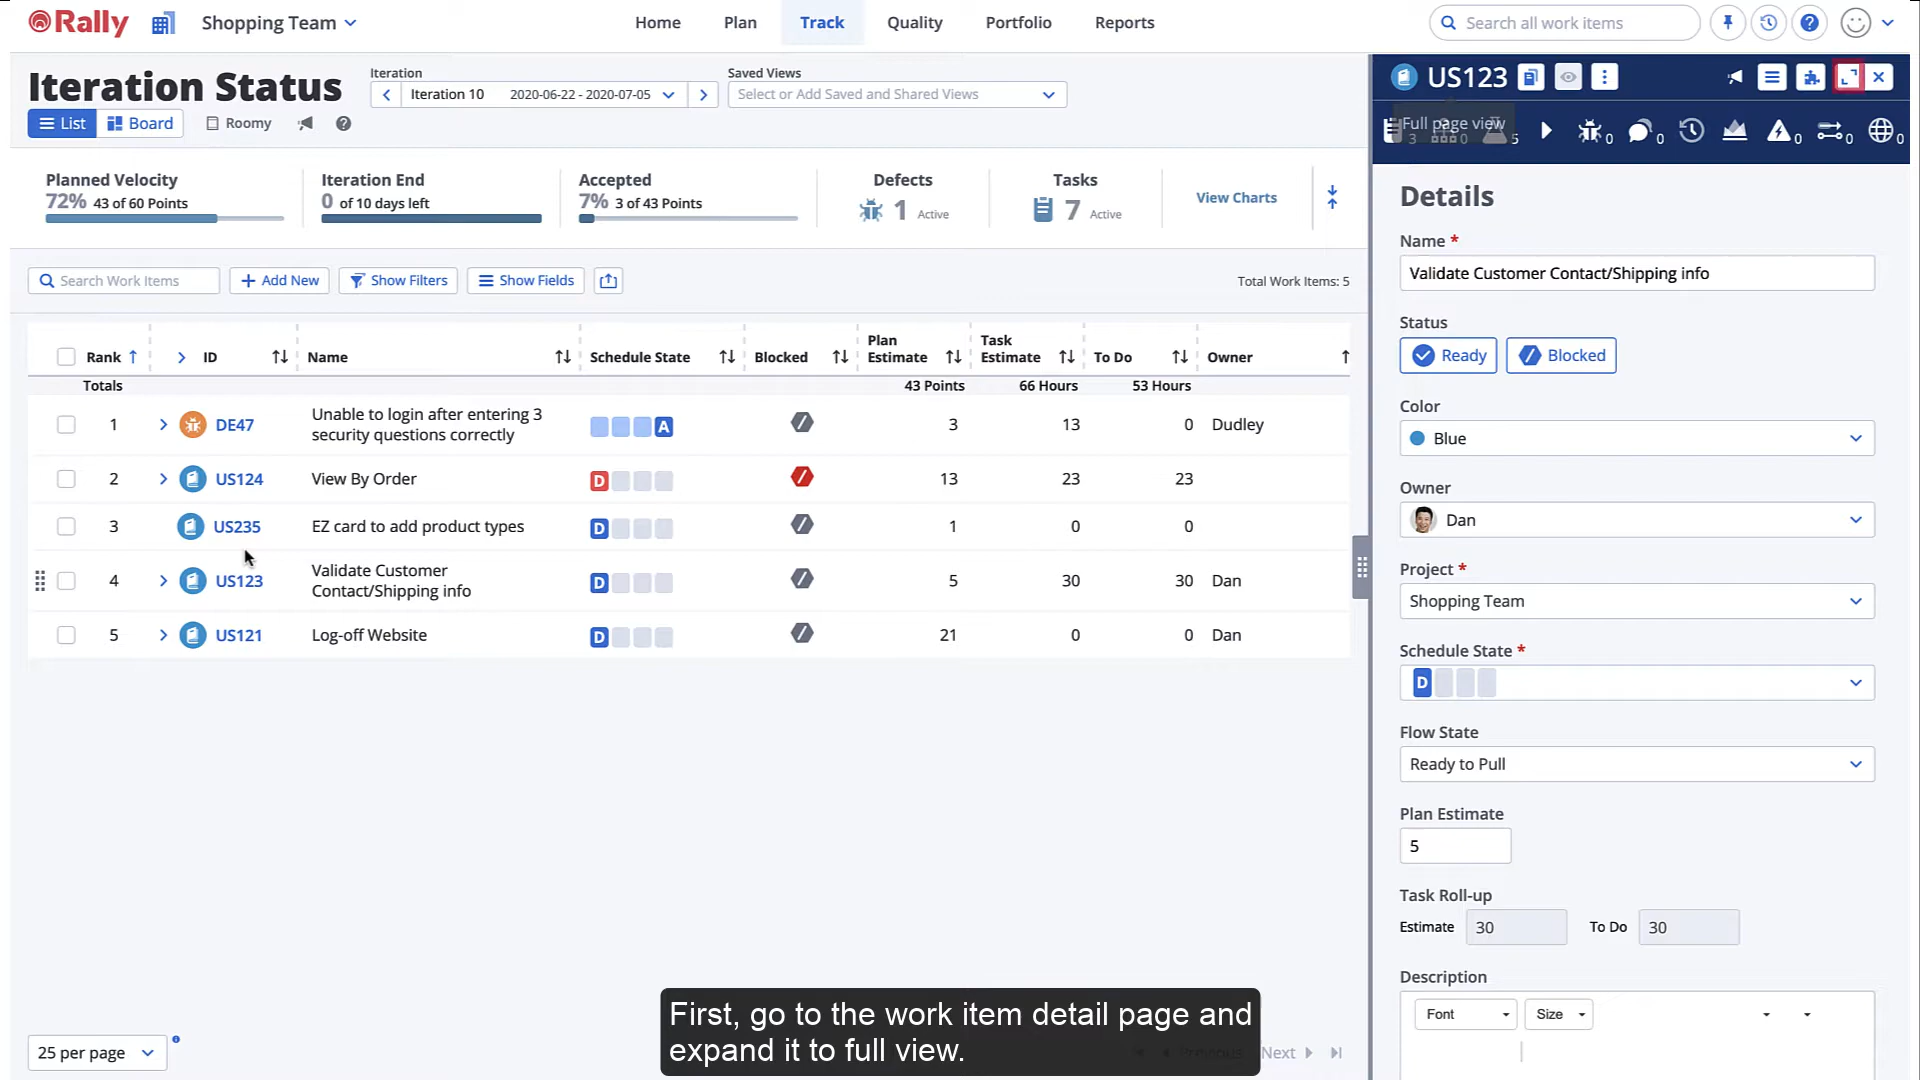 Rally
Shopping Team
Home
Plan
Track
Quality
Portfolio
Reports
Search all work items
Iteration Status
Iteration
Iteration 10
2020-06-22 - 2020-07-05
Saved Views
Select or Add Saved and Shared Views
List
Board
Roomy
Planned Velocity
72% 43 of 60 Points
Iteration End
0 of 10 days left
Accepted
7% 3 of 43 Points
Defects
1 Active
Tasks
7 Active
View Charts
Search Work Items
Add New
Show Filters
Show Fields
Total Work Items: 5
Rank
ID
Name
Schedule State
Blocked
Plan Estimate
Task Estimate
To Do
Owner
Totals
43 Points
66 Hours
53 Hours
1 DE47 Unable to login after entering 3 A 3 13 0 Dudley
security questions correctly
2 US124 View By Order D 13 23 23
3 US235 EZ card to add product types D 1 0 0
4 US123 Validate Customer D 5 30 30 Dan
Contact/Shipping info
5 US121 Log-off Website D 21 0 0 Dan
25 per page
Previous
Next
US123
Full page view
3 0 5 0 0 0 0 0
Details
Name *
Validate Customer Contact/Shipping info
Status
Ready
Blocked
Color
Blue
Owner
Dan
Project *
Shopping Team
Schedule State *
D
Flow State
Ready to Pull
Plan Estimate
5
Task Roll-up
Estimate 30 To Do 30
Description
Font
Size
First, go to the work item detail page and
expand it to full view.